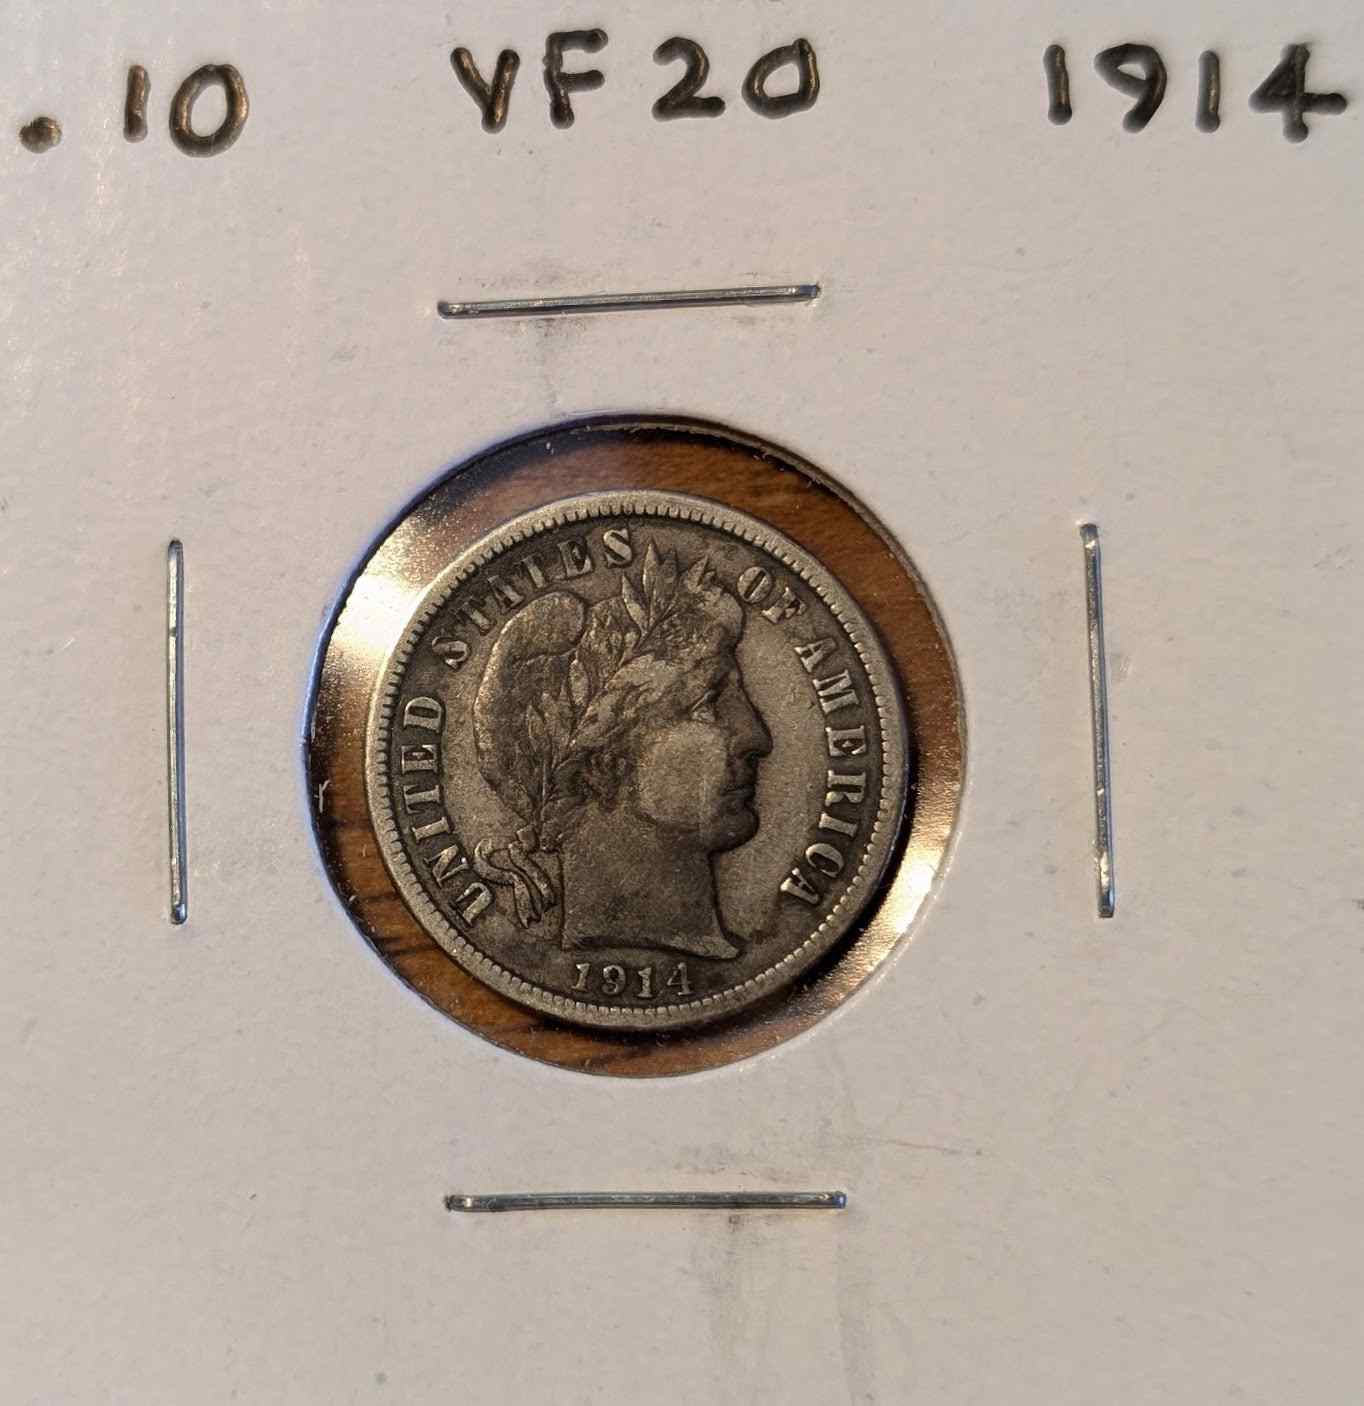 .10 VF20 1914
UNITED STATES OF AMERICA
1914